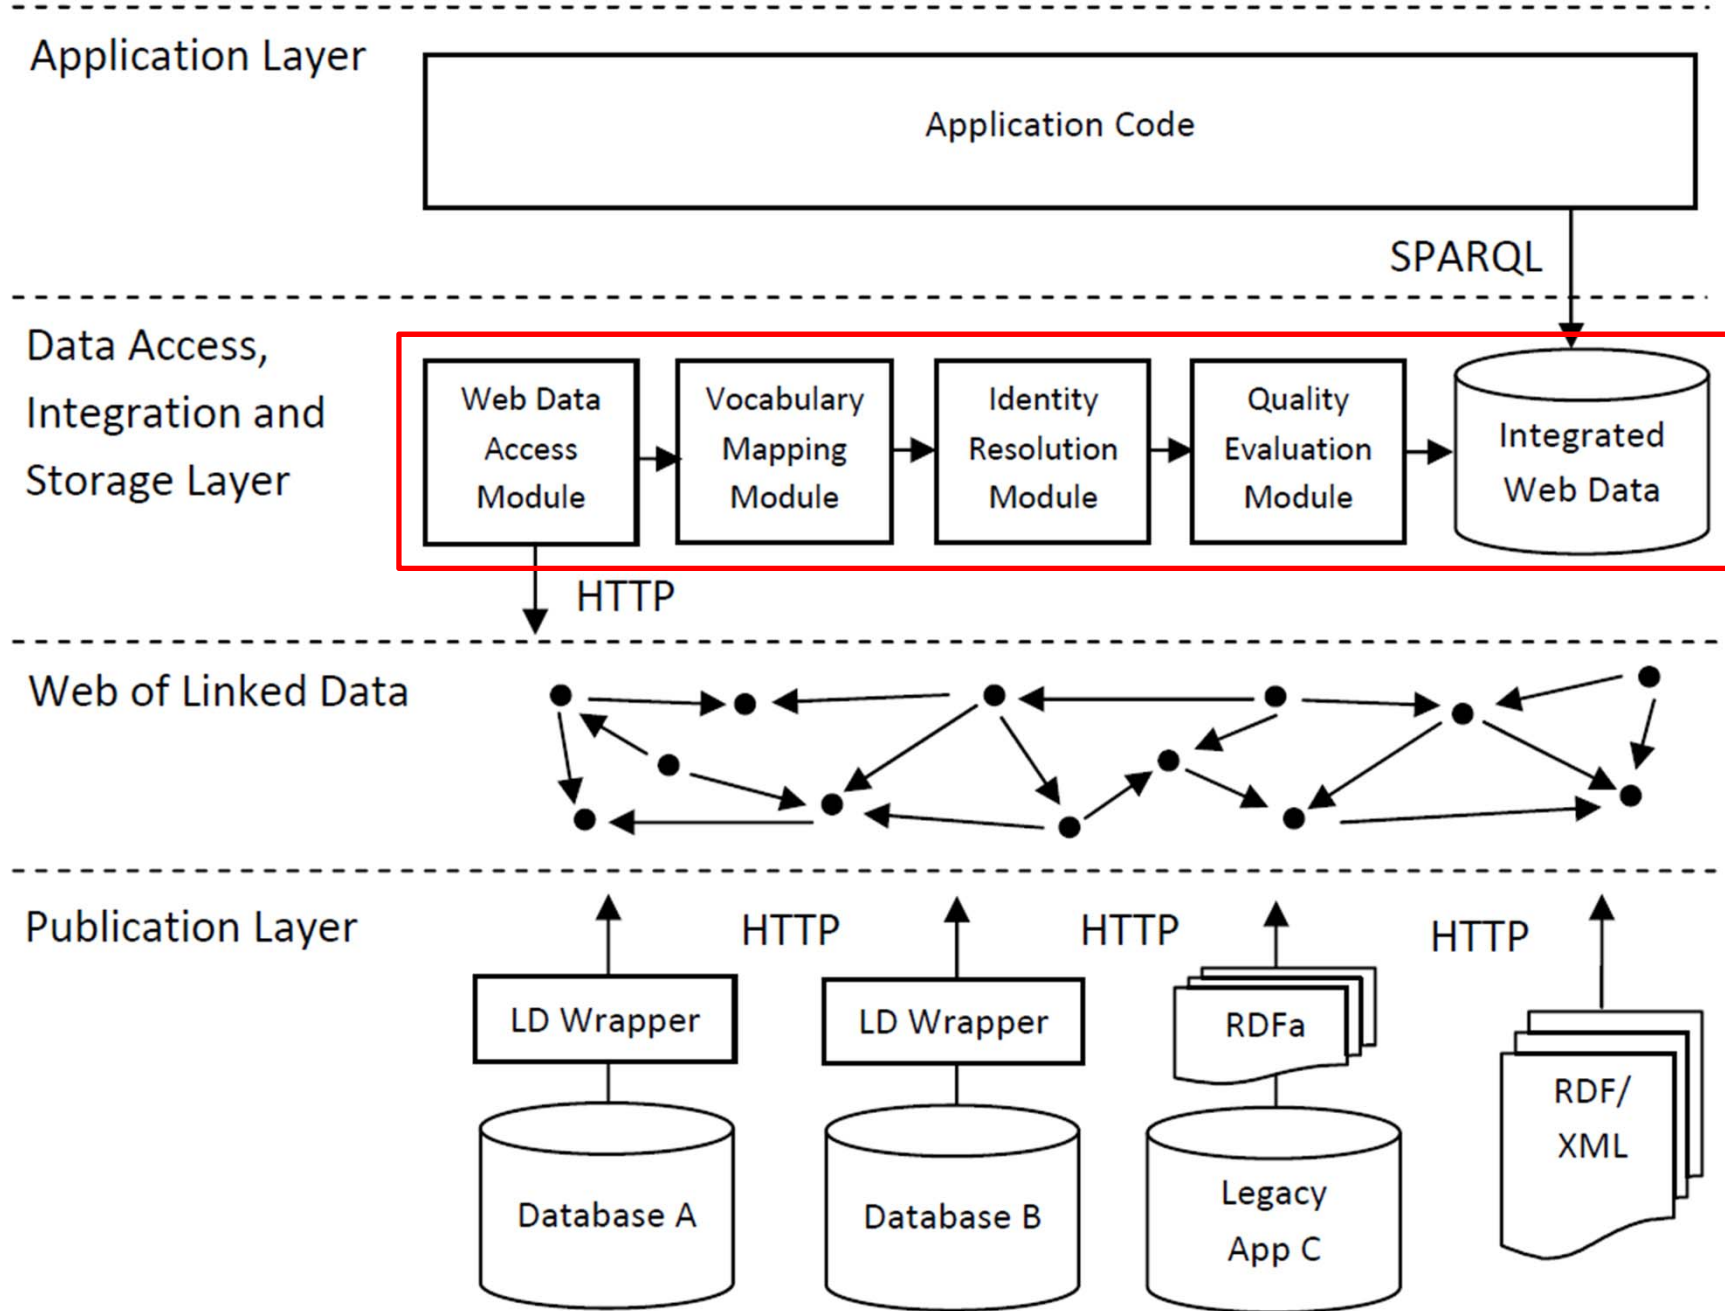 Application Layer
Application Code
SPARQL
Data Access,
Integration and
Storage Layer
Web Data
Access
Module
Vocabulary
Mapping
Module
Identity
Resolution
Module
Quality
Evaluation
Module
Integrated
Web Data
HTTP
Web of Linked Data
Publication Layer
HTTP
HTTP
HTTP
LD Wrapper
LD Wrapper
RDFa
RDF/
XML
Database A
Database B
Legacy
App C